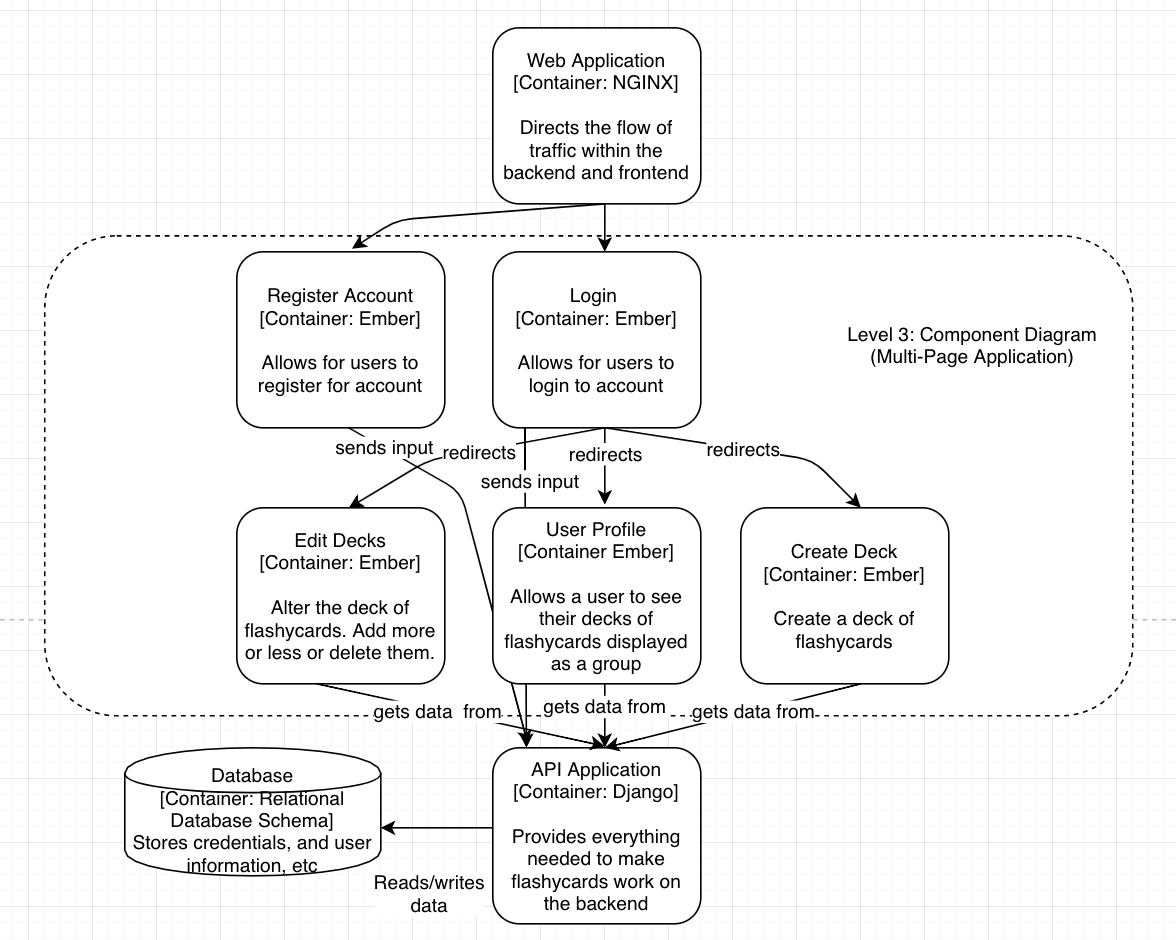 Web Application
[Container: NGINX]
Directs the flow of
traffic within the
backend and frontend
Register Account
[Container: Ember]
Allows for users to
register for account
Login
[Container: Ember]
Allows for users to
login to account
Level 3: Component Diagram
(Multi-Page Application)
sends input
redirects
sends input
redirects
redirects
Edit Decks
[Container: Ember]
Alter the deck of
flashycards. Add more
or less or delete them.
User Profile
[Container Ember]
Allows a user to see
their decks of
flashycards displayed
as a group
Create Deck
[Container: Ember]
Create a deck of
flashycards
gets data from
gets data from
gets data from
Database
[Container: Relational
Database Schema]
Stores credentials, and user
information, etc
Reads/writes
data
API Application
[Container: Django]
Provides everything
needed to make
flashycards work on
the backend